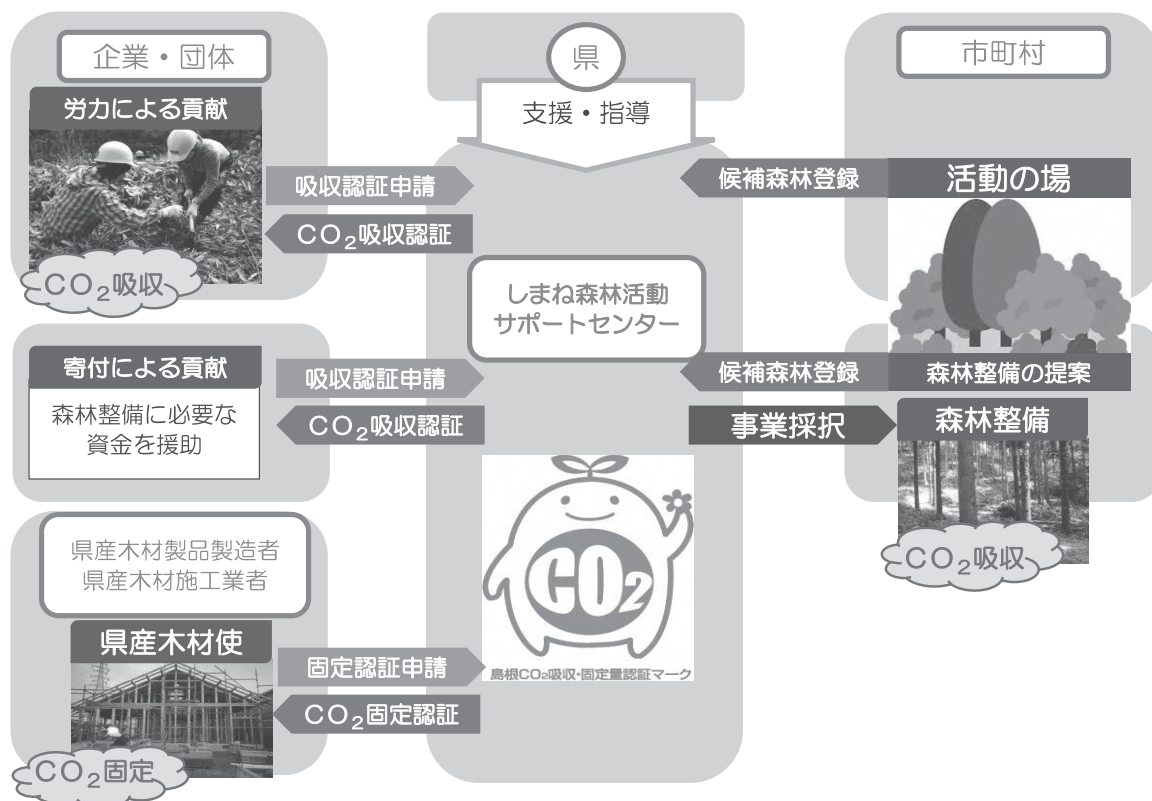 企業・団体
労力による貢献
CO₂吸収
吸収認証申請
CO₂吸収認証
県
支援・指導
市町村
候補森林登録
活動の場
しまね森林活動
サポートセンター
寄付による貢献
森林整備に必要な
資金を援助
吸収認証申請
CO₂吸収認証
候補森林登録
森林整備の提案
事業採択
森林整備
CO₂吸収
県産木材製品製造者
県産木材施工業者
県産木材使
CO₂固定
固定認証申請
CO₂固定認証
CO2
島根CO₂吸収・固定量認証マーク